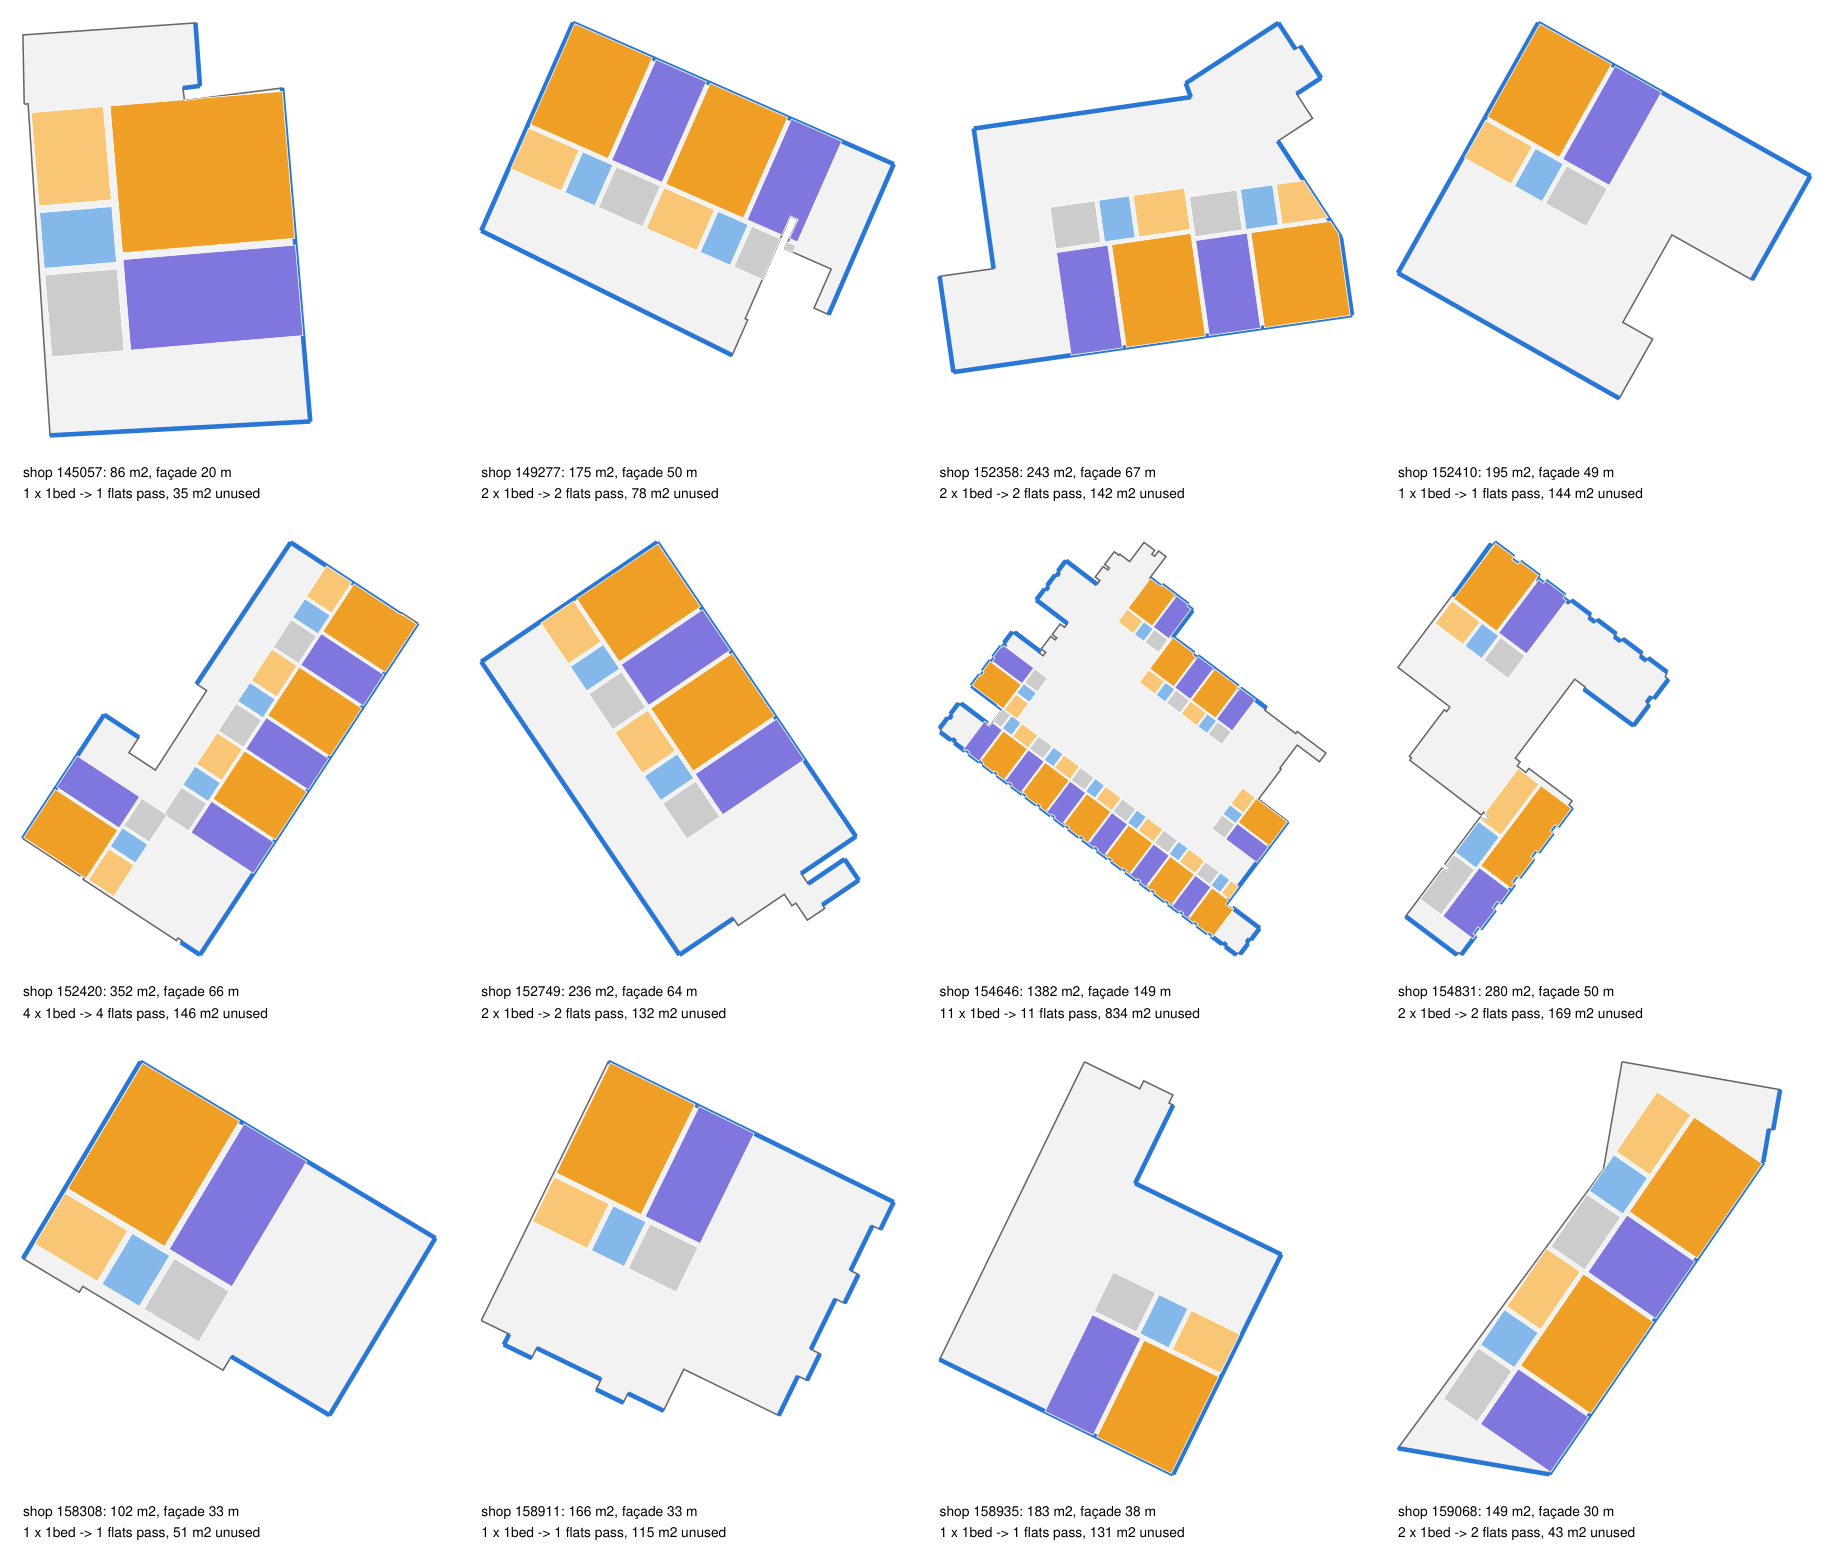 shop 145057: 86 m2, façade 20 m
1 x 1bed -> 1 flats pass, 35 m2 unused
shop 149277: 175 m2, façade 50 m
2 x 1bed -> 2 flats pass, 78 m2 unused
shop 152358: 243 m2, façade 67 m
2 x 1bed -> 2 flats pass, 142 m2 unused
shop 152410: 195 m2, façade 49 m
1 x 1bed -> 1 flats pass, 144 m2 unused
shop 152420: 352 m2, façade 66 m
4 x 1bed -> 4 flats pass, 146 m2 unused
shop 152749: 236 m2, façade 64 m
2 x 1bed -> 2 flats pass, 132 m2 unused
shop 154646: 1382 m2, façade 149 m
11 x 1bed -> 11 flats pass, 834 m2 unused
shop 154831: 280 m2, façade 50 m
2 x 1bed -> 2 flats pass, 169 m2 unused
shop 158308: 102 m2, façade 33 m
1 x 1bed -> 1 flats pass, 51 m2 unused
shop 158911: 166 m2, façade 33 m
1 x 1bed -> 1 flats pass, 115 m2 unused
shop 158935: 183 m2, façade 38 m
1 x 1bed -> 1 flats pass, 131 m2 unused
shop 159068: 149 m2, façade 30 m
2 x 1bed -> 2 flats pass, 43 m2 unused